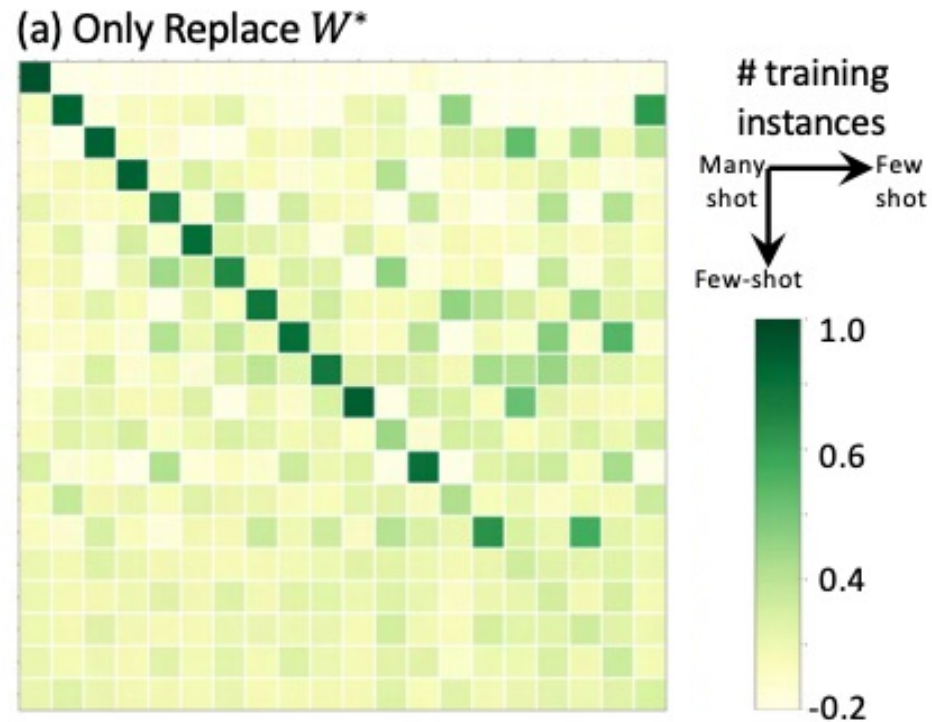 (a) Only Replace W*
# training
instances
Many
shot
Few
shot
Few-shot
1.0
0.6
0.4
-0.2